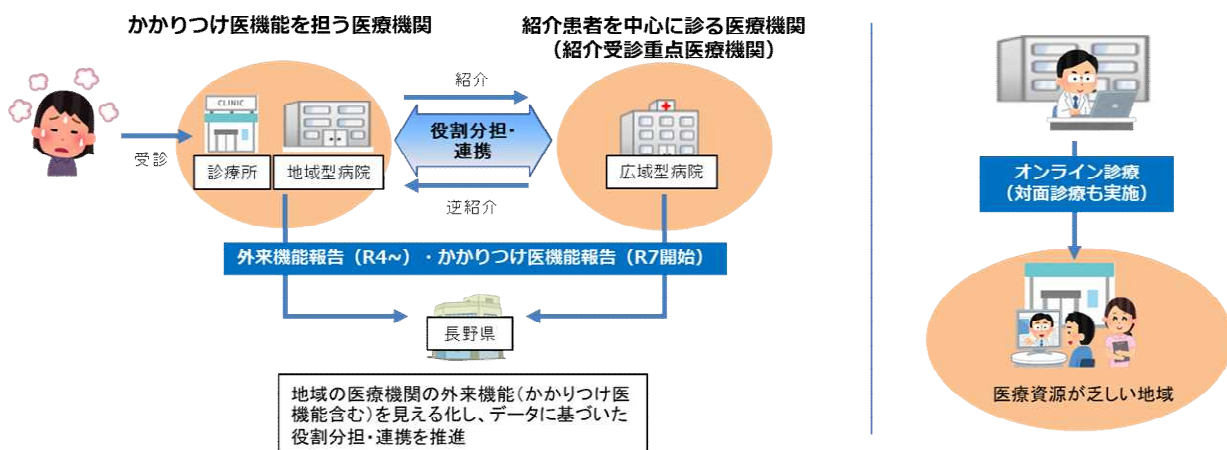 かかりつけ医機能を担う医療機関
紹介患者を中心に診る医療機関
（紹介受診重点医療機関）
受診
CLINIC
診療所
地域型病院
紹介
役割分担・
連携
逆紹介
広域型病院
外来機能報告（R4~）・かかりつけ医機能報告（R7開始）
長野県
地域の医療機関の外来機能（かかりつけ医
機能含む）を見える化し、データに基づいた
役割分担・連携を推進
オンライン診療
（対面診療も実施）
医療資源が乏しい地域